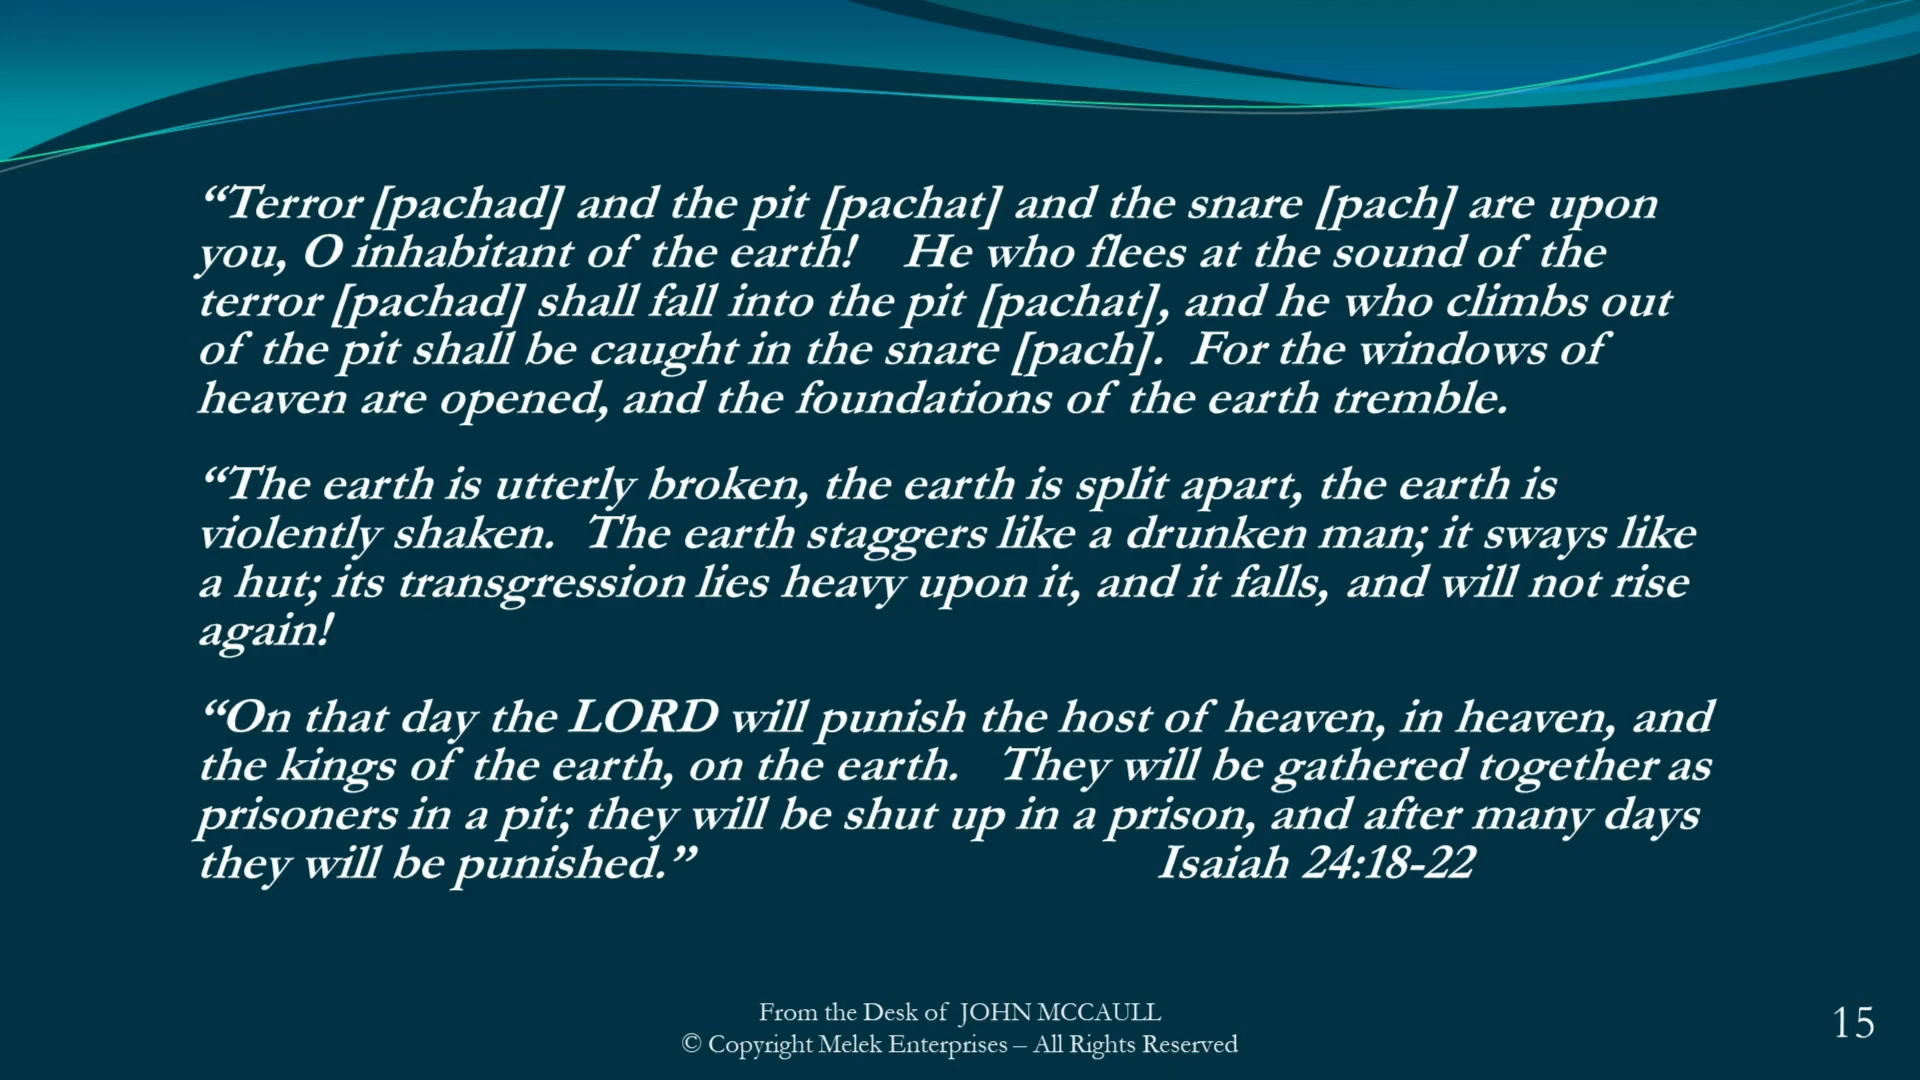 “Terror [pachad] and the pit [pachat] and the snare [pach] are upon
you, O inhabitant of the earth! He who flees at the sound of the
terror [pachad] shall fall into the pit [pachat], and he who climbs out
of the pit shall be caught in the snare [pach]. For the windows of
heaven are opened, and the foundations of the earth tremble.
“The earth is utterly broken, the earth is split apart, the earth is
violently shaken. The earth staggers like a drunken man; it sways like
a hut; its transgression lies heavy upon it, and it falls, and will not rise
again!
“On that day the LORD will punish the host of heaven, in heaven, and
the kings of the earth, on the earth. They will be gathered together as
prisoners in a pit; they will be shut up in a prison, and after many days
they will be punished.” Isaiah 24:18-22
From the Desk of JOHN MCCAULL
© Copyright Melek Enterprises – All Rights Reserved
15